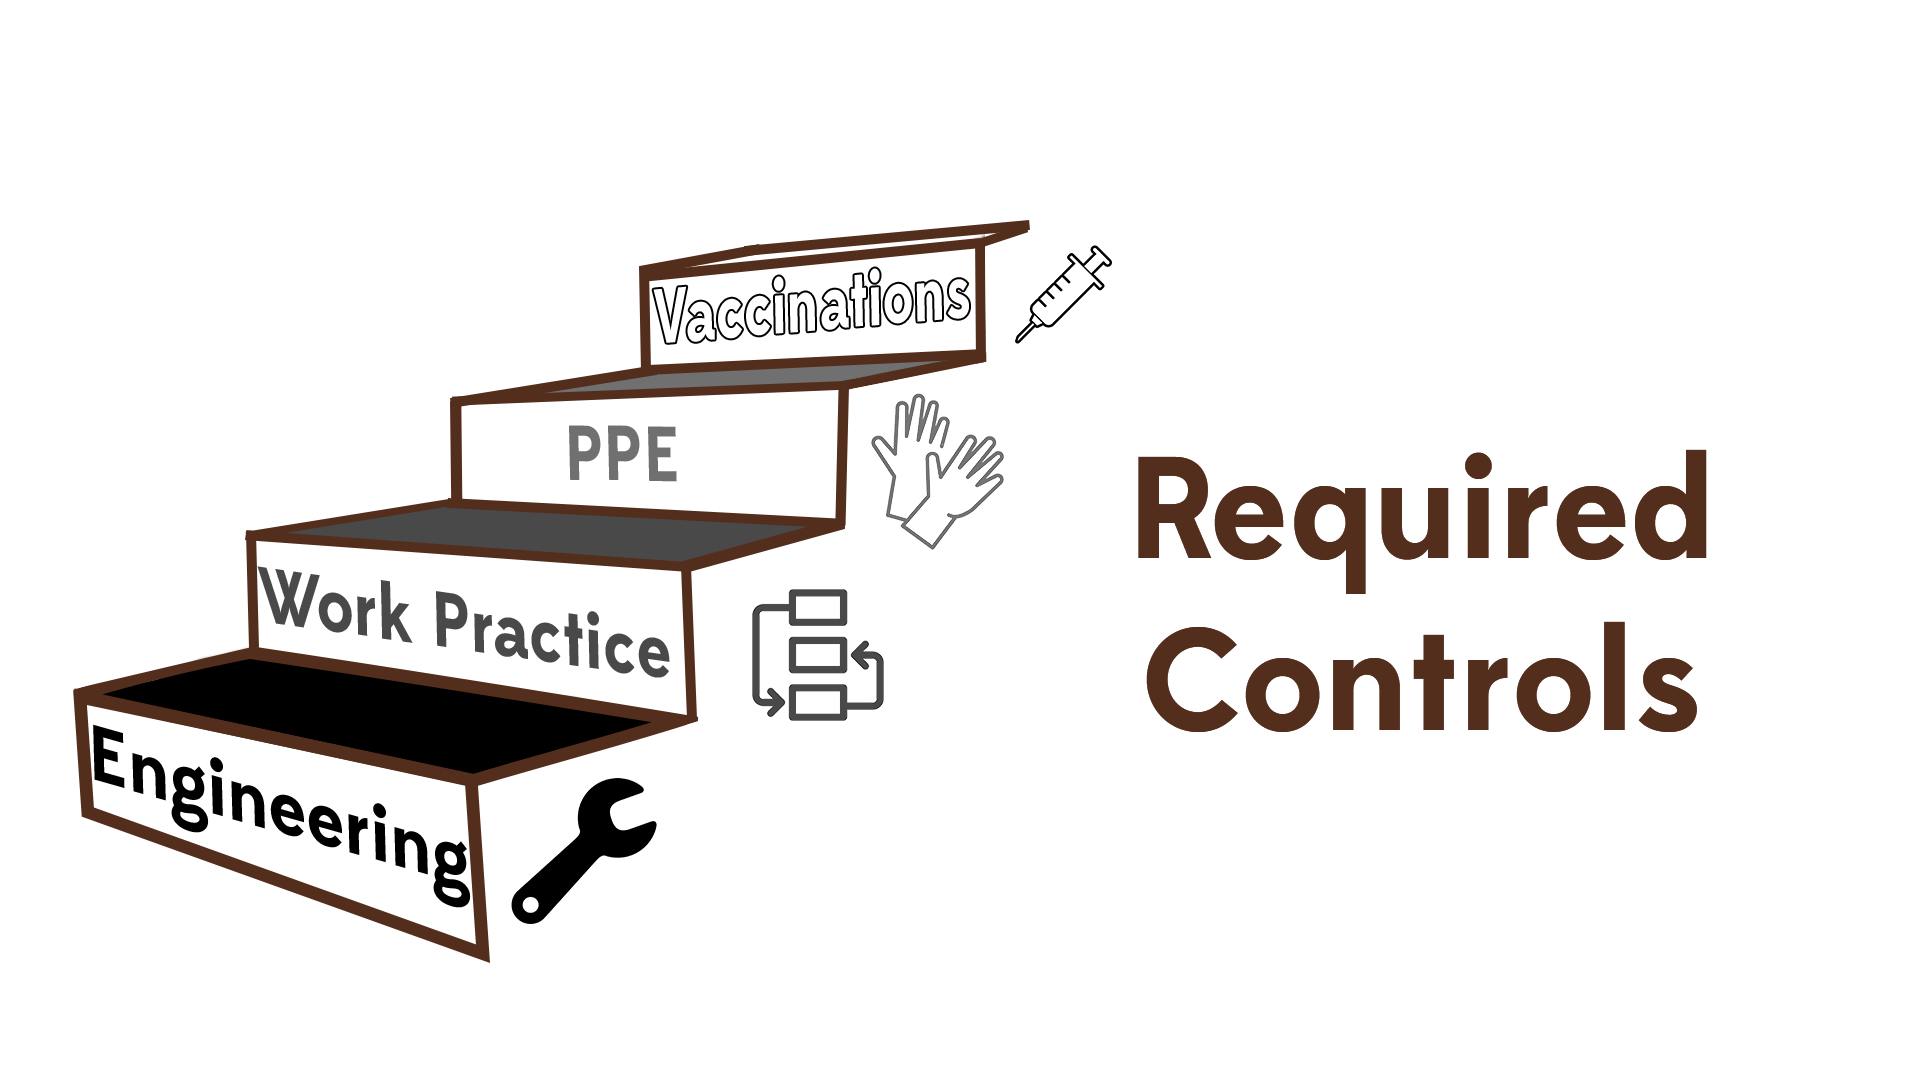 Vaccinations
PPE
Work Practice
Engineering
Required
Controls